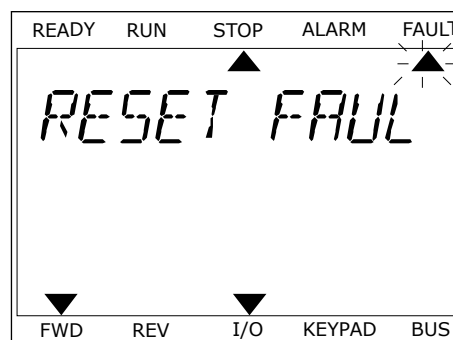 READY RUN STOP ALARM FAULT
RESET FAUL
FWD REV I/O KEYPAD BUS